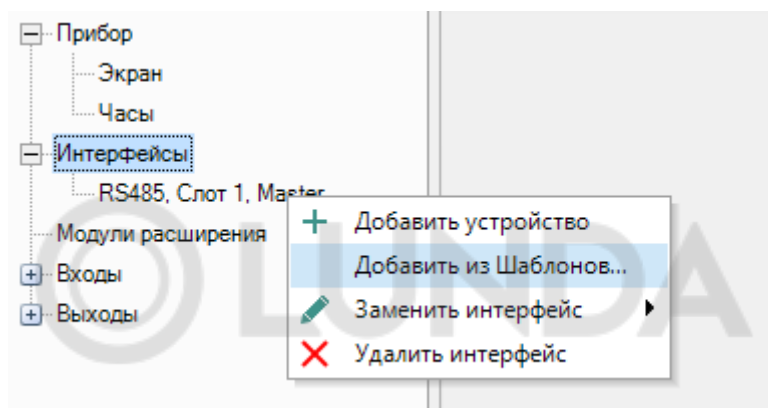 Прибор
Экран
Часы
Интерфейсы
RS485, Слот 1, Master
Модули расширения
Входы
Выходы
Добавить устройство
Добавить из Шаблонов...
Заменить интерфейс
Удалить интерфейс
LUNDA